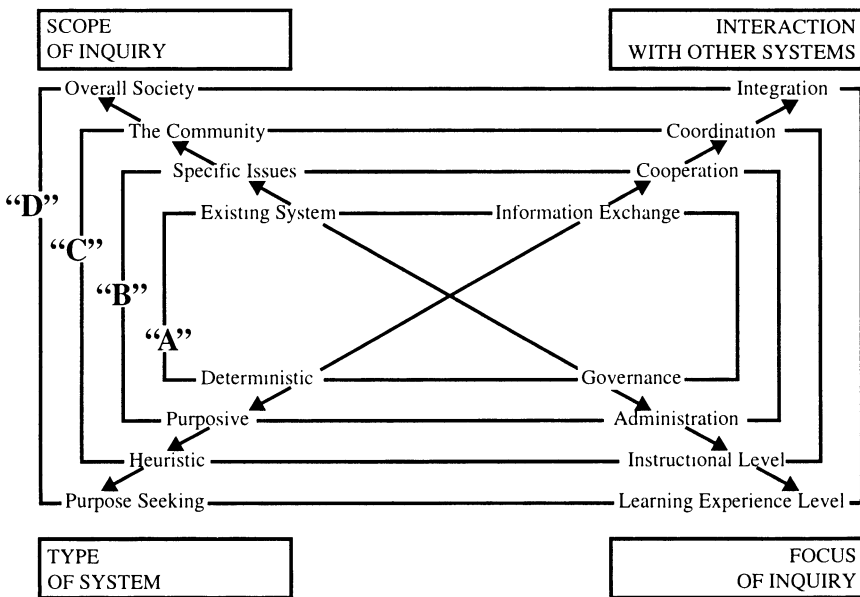 SCOPE
OF INQUIRY
INTERACTION
WITH OTHER SYSTEMS
Overall Society
Integration
The Community
Coordination
Specific Issues
Cooperation
“D”
Existing System
Information Exchange
“C”
“B”
“A”
Deterministic
Governance
Purposive
Administration
Heuristic
Instructional Level
Purpose Seeking
Learning Experience Level
TYPE
OF SYSTEM
FOCUS
OF INQUIRY